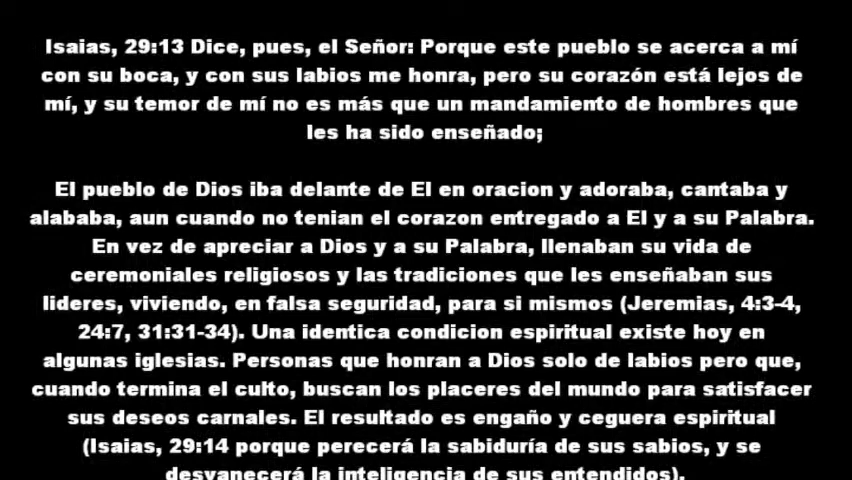 Isaias, 29:13 Dice, pues, el Señor: Porque este pueblo se acerca a mí
con su boca, y con sus labios me honra, pero su corazón está lejos de
mí, y su temor de mí no es más que un mandamiento de hombres que
les ha sido enseñado;
El pueblo de Dios iba delante de El en oracion y adoraba, cantaba y
alababa, aun cuando no tenian el corazon entregado a El y a su Palabra.
En vez de apreciar a Dios y a su Palabra, llenaban su vida de
ceremoniales religiosos y las tradiciones que les enseñaban sus
lideres, viviendo, en falsa seguridad, para si mismos (Jeremias, 4:3-4,
24:7, 31:31-34). Una identica condicion espiritual existe hoy en
algunas iglesias. Personas que honran a Dios solo de labios pero que,
cuando termina el culto, buscan los placeres del mundo para satisfacer
sus deseos carnales. El resultado es engaño y ceguera espiritual
(Isaias, 29:14 porque perecerá la sabiduría de sus sabios, y se
desvanecerá la inteligencia de sus entendidos).